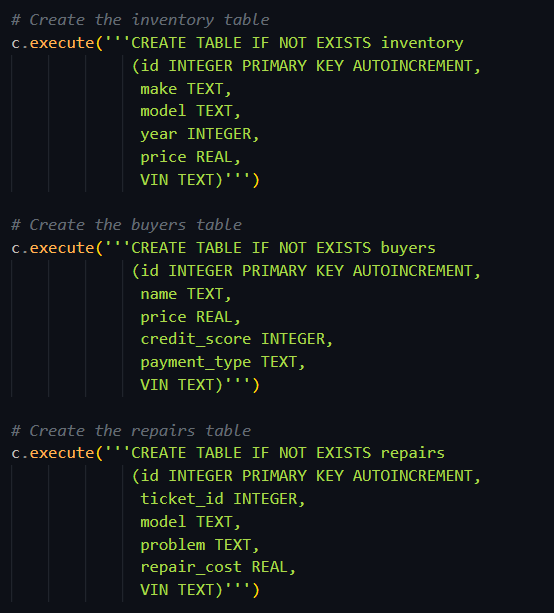 # Create the inventory table
c.execute('''CREATE TABLE IF NOT EXISTS inventory
(id INTEGER PRIMARY KEY AUTOINCREMENT,
make TEXT,
model TEXT,
year INTEGER,
price REAL,
VIN TEXT)''')
# Create the buyers table
c.execute('''CREATE TABLE IF NOT EXISTS buyers
(id INTEGER PRIMARY KEY AUTOINCREMENT,
name TEXT,
price REAL,
credit_score INTEGER,
payment_type TEXT,
VIN TEXT)''')
# Create the repairs table
c.execute('''CREATE TABLE IF NOT EXISTS repairs
(id INTEGER PRIMARY KEY AUTOINCREMENT,
ticket_id INTEGER,
model TEXT,
problem TEXT,
repair_cost REAL,
VIN TEXT)''')